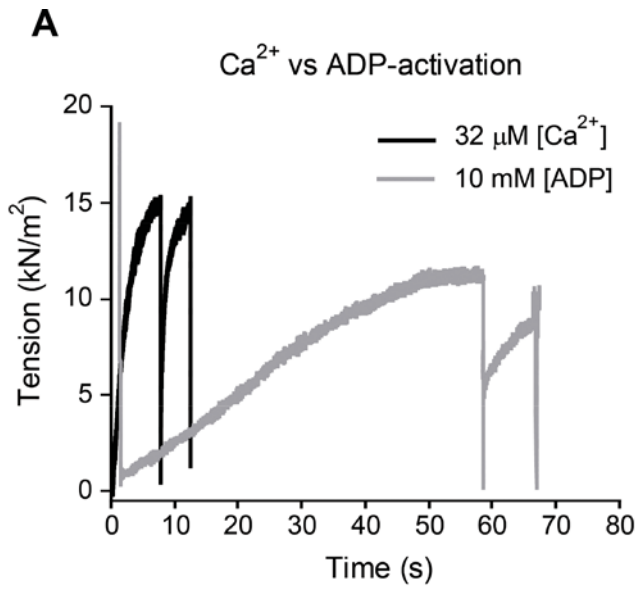 A
Ca²⁺ vs ADP-activation
32 μM [Ca²⁺]
10 mM [ADP]
Tension (kN/m²)
20
15
10
5
0
0 10 20 30 40 50 60 70 80
Time (s)